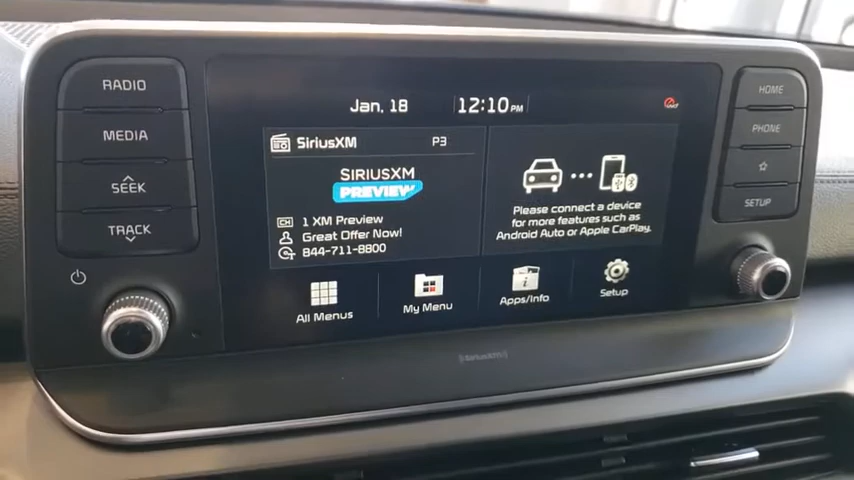 RADIO
MEDIA
SEEK
TRACK
Jan. 18
12:10 PM
SiriusXM P3
SIRIUSXM
PREVIEW
CH 1 XM Preview
Great Offer Now!
844-711-8800
Please connect a device
for more features such as
Android Auto or Apple CarPlay.
All Menus
My Menu
Apps/Info
Setup
HOME
PHONE
SETUP
SiriusXM